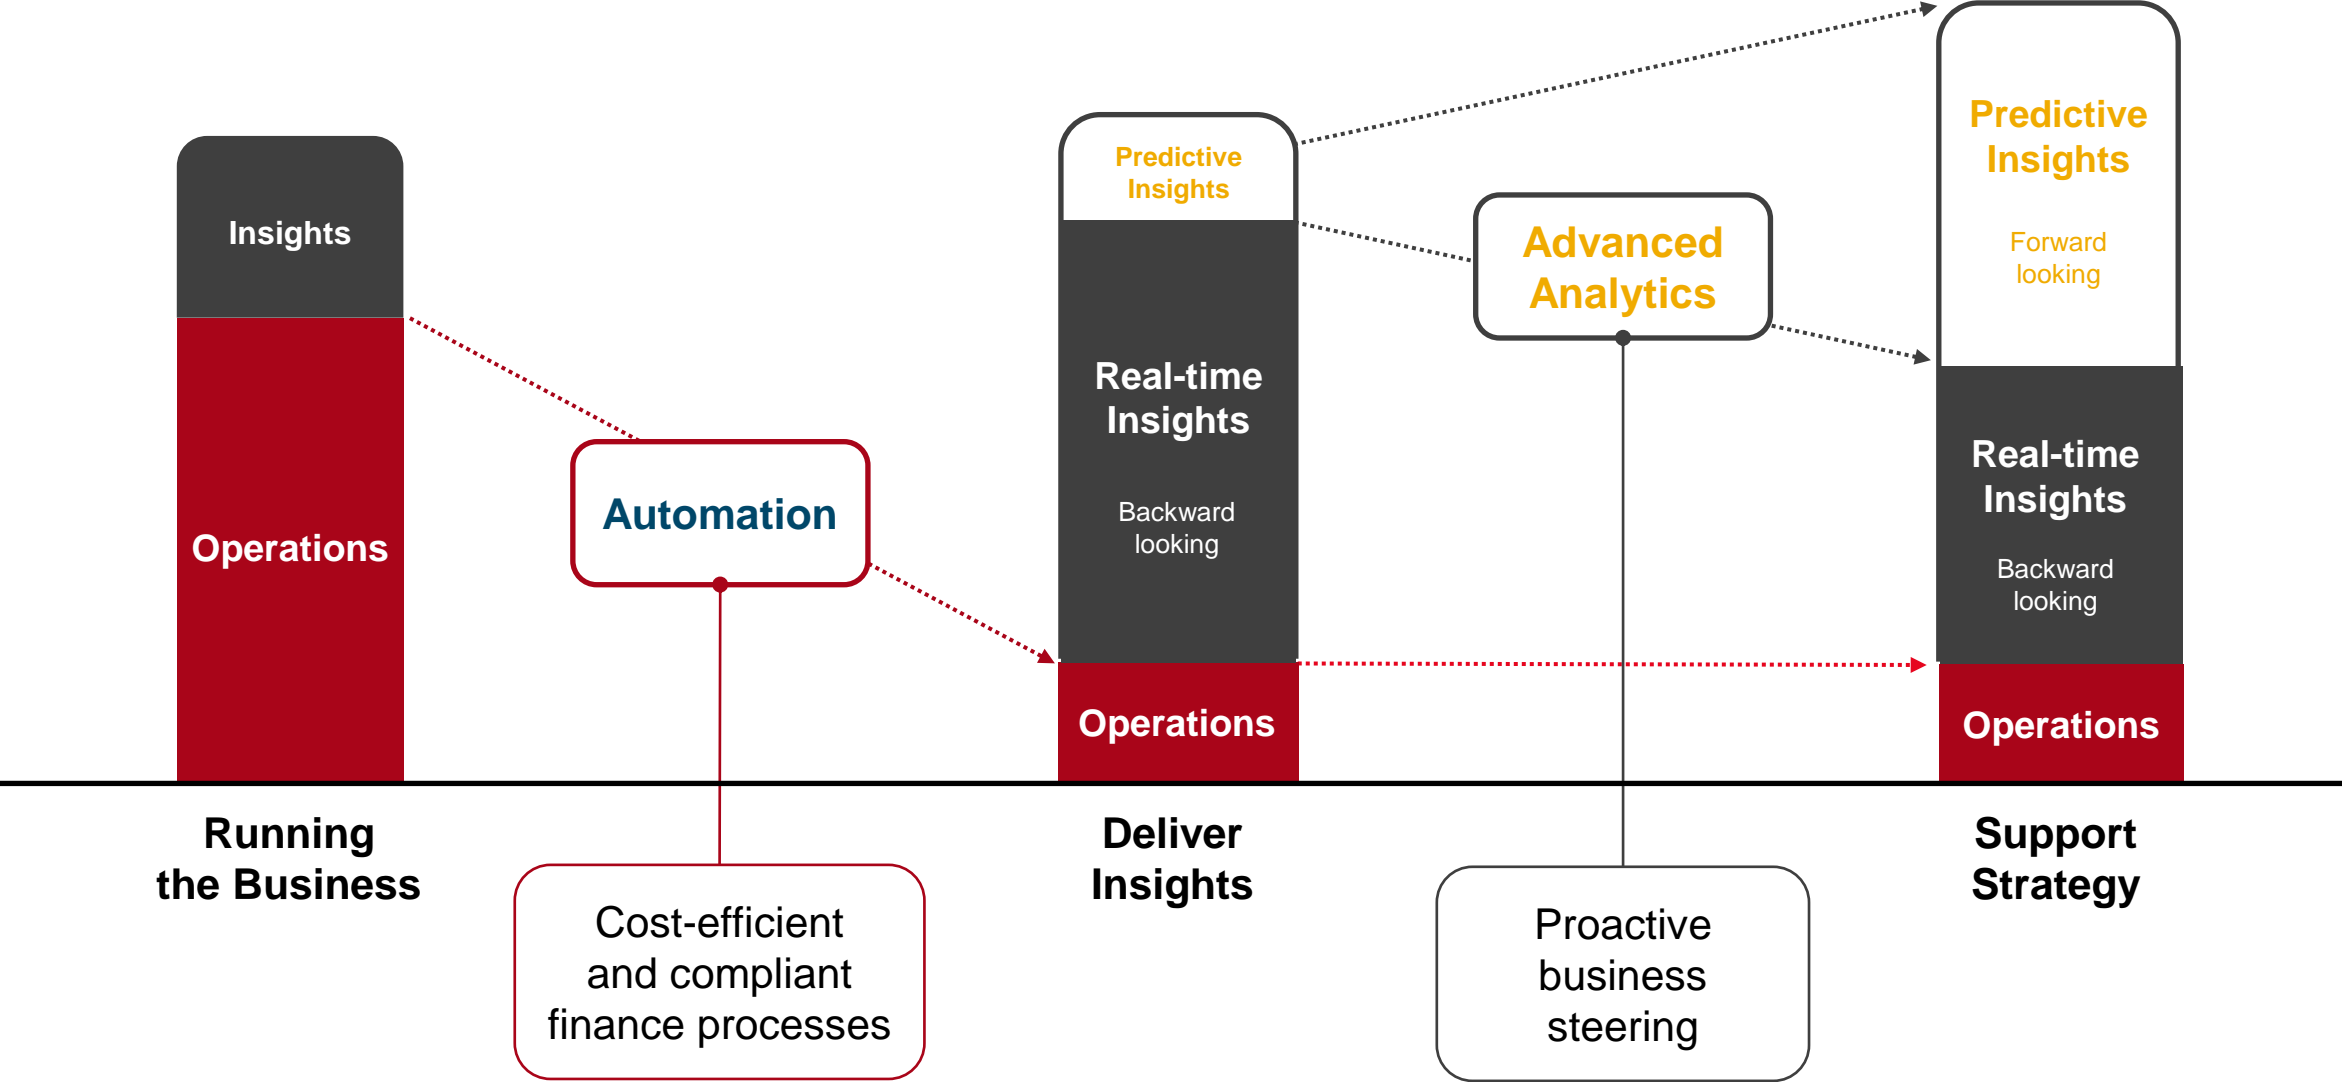 Insights
Operations
Running
the Business
Automation
Cost-efficient
and compliant
finance processes
Predictive
Insights
Real-time
Insights
Backward
looking
Operations
Deliver
Insights
Advanced
Analytics
Proactive
business
steering
Predictive
Insights
Forward
looking
Real-time
Insights
Backward
looking
Operations
Support
Strategy